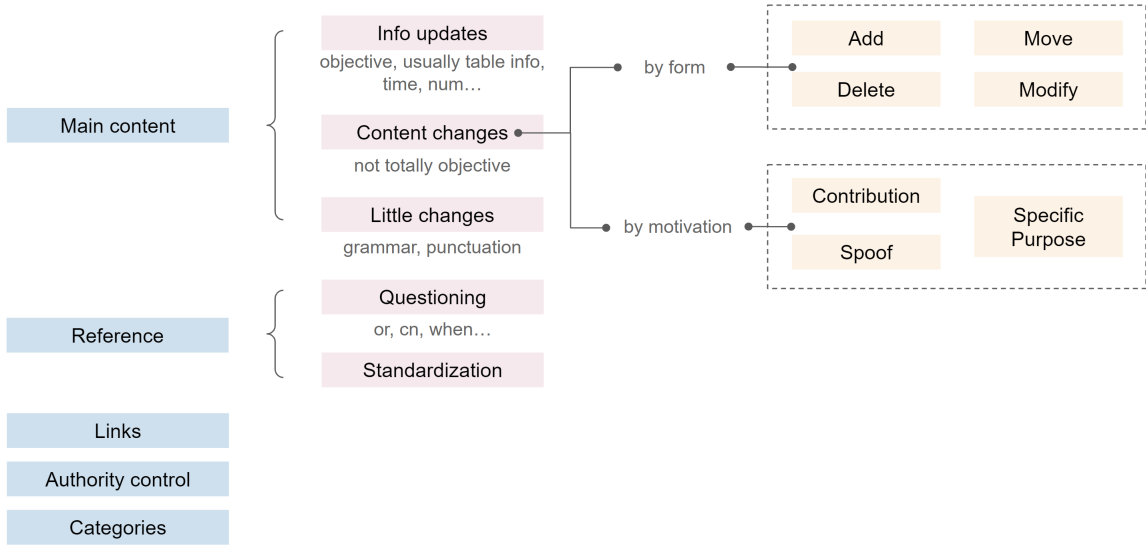 Main content
Info updates
objective, usually table info,
time, num…
Content changes
not totally objective
Little changes
grammar, punctuation
by form
Add
Move
Delete
Modify
by motivation
Contribution
Specific
Purpose
Spoof
Reference
Questioning
or, cn, when…
Standardization
Links
Authority control
Categories